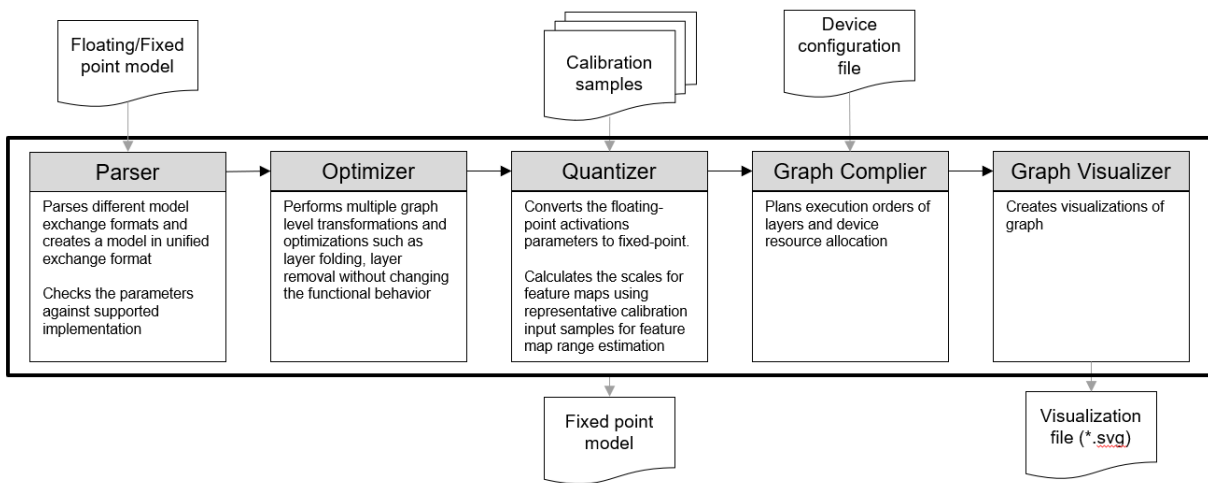 Floating/Fixed
point model
Calibration
samples
Device
configuration
file
Parser
Parses different model
exchange formats and
creates a model in unified
exchange format
Checks the parameters
against supported
implementation
Optimizer
Performs multiple graph
level transformations and
optimizations such as
layer folding, layer
removal without changing
the functional behavior
Quantizer
Converts the floating-
point activations
parameters to fixed-point.
Calculates the scales for
feature maps using
representative calibration
input samples for feature
map range estimation
Graph Complier
Plans execution orders of
layers and device
resource allocation
Graph Visualizer
Creates visualizations of
graph
Fixed point
model
Visualization
file (*.svg)